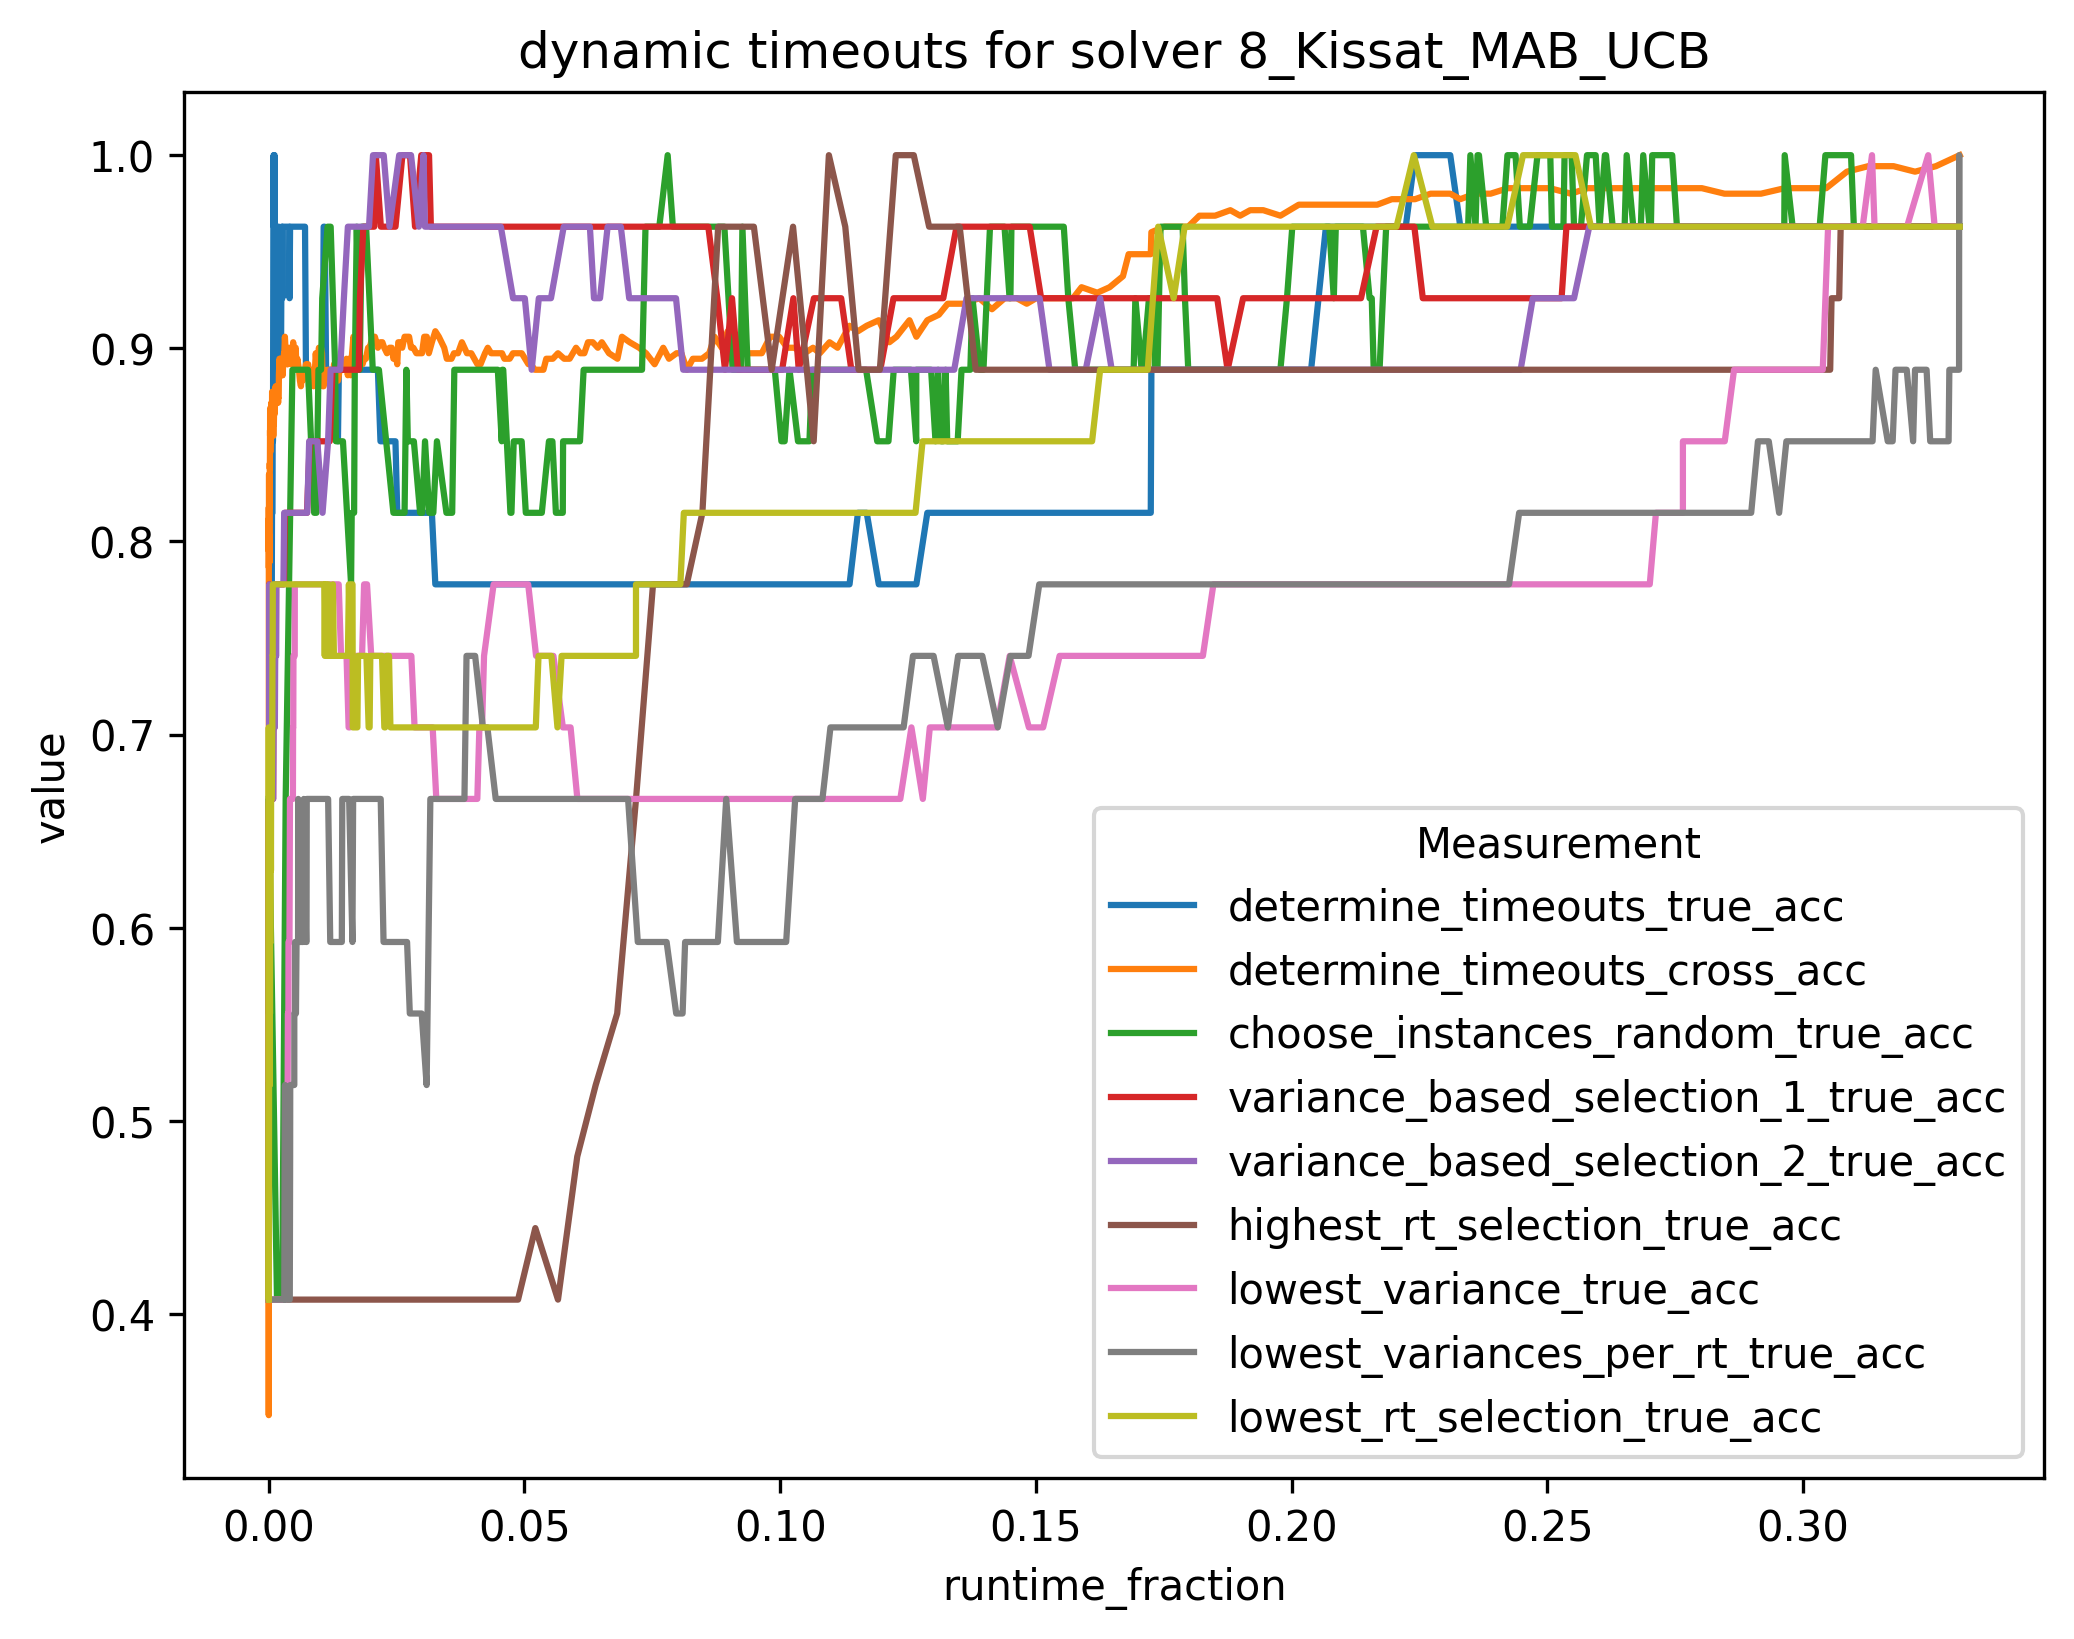 dynamic timeouts for solver 8_Kissat_MAB_UCB
value
1.0
0.9
0.8
0.7
0.6
0.5
0.4
Measurement
determine_timeouts_true_acc
determine_timeouts_cross_acc
choose_instances_random_true_acc
variance_based_selection_1_true_acc
variance_based_selection_2_true_acc
highest_rt_selection_true_acc
lowest_variance_true_acc
lowest_variances_per_rt_true_acc
lowest_rt_selection_true_acc
0.00 0.05 0.10 0.15 0.20 0.25 0.30
runtime_fraction